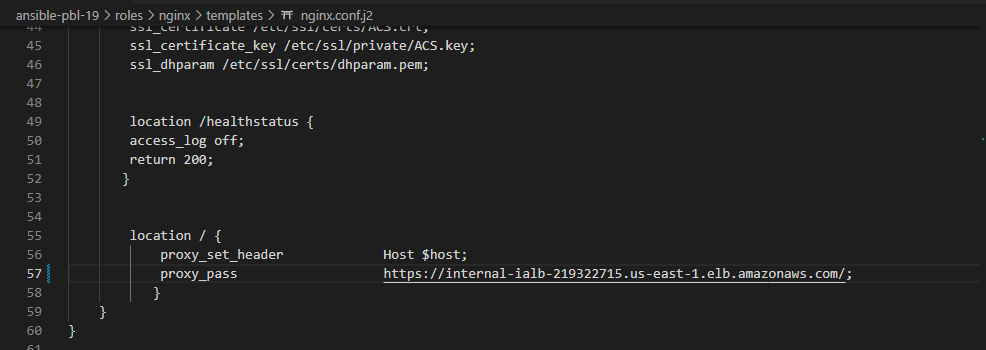 ansible-pbl-19 > roles > nginx > templates > nginx.conf.j2
44 ssl_certificate /etc/ssl/certs/ACS.crt;
45 ssl_certificate_key /etc/ssl/private/ACS.key;
46 ssl_dhparam /etc/ssl/certs/dhparam.pem;
47
48
49 location /healthstatus {
50 access_log off;
51 return 200;
52 }
53
54
55 location / {
56 proxy_set_header Host $host;
57 proxy_pass https://internal-ialb-219322715.us-east-1.elb.amazonaws.com/;
58 }
59 }
60 }
61